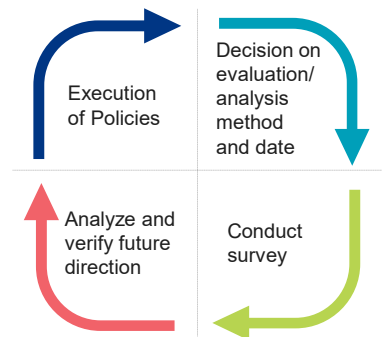 Execution
of Policies
Decision on
evaluation/
analysis
method
and date
Analyze and
verify future
direction
Conduct
survey